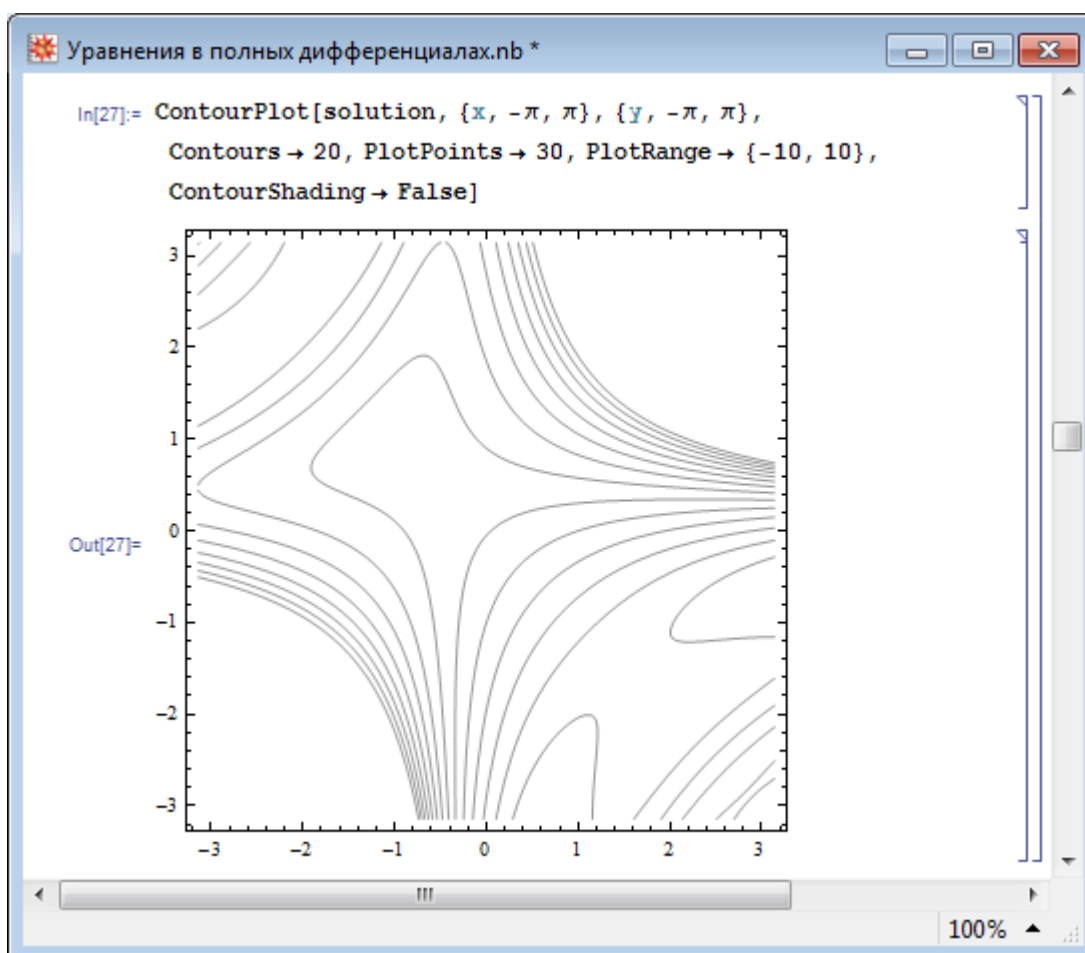 Уравнения в полных дифференциалах.nb *
In[27]:= ContourPlot[solution, {x, -π, π}, {y, -π, π},
Contours → 20, PlotPoints → 30, PlotRange → {-10, 10},
ContourShading → False]
3
2
1
0
-1
-2
-3
Out[27]=
-3 -2 -1 0 1 2 3
100%